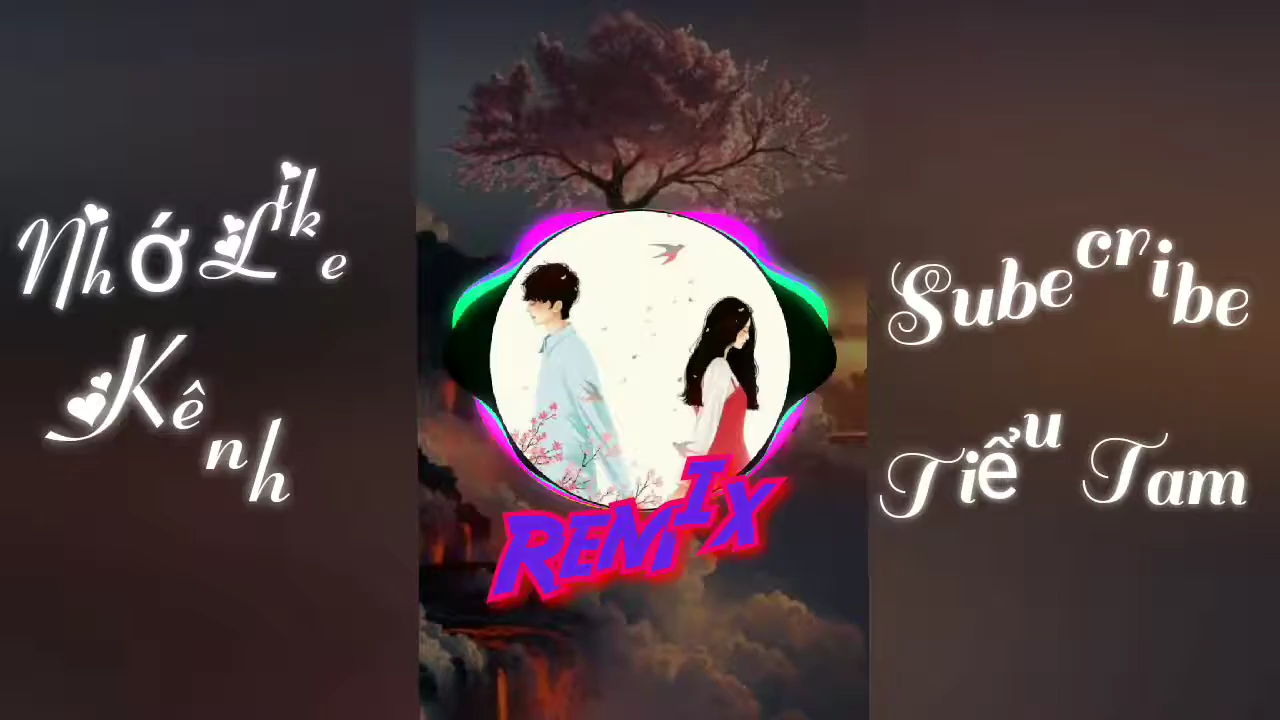 Nhớ Like
Kênh
Subecribe
Tiểu Tam
REMIX